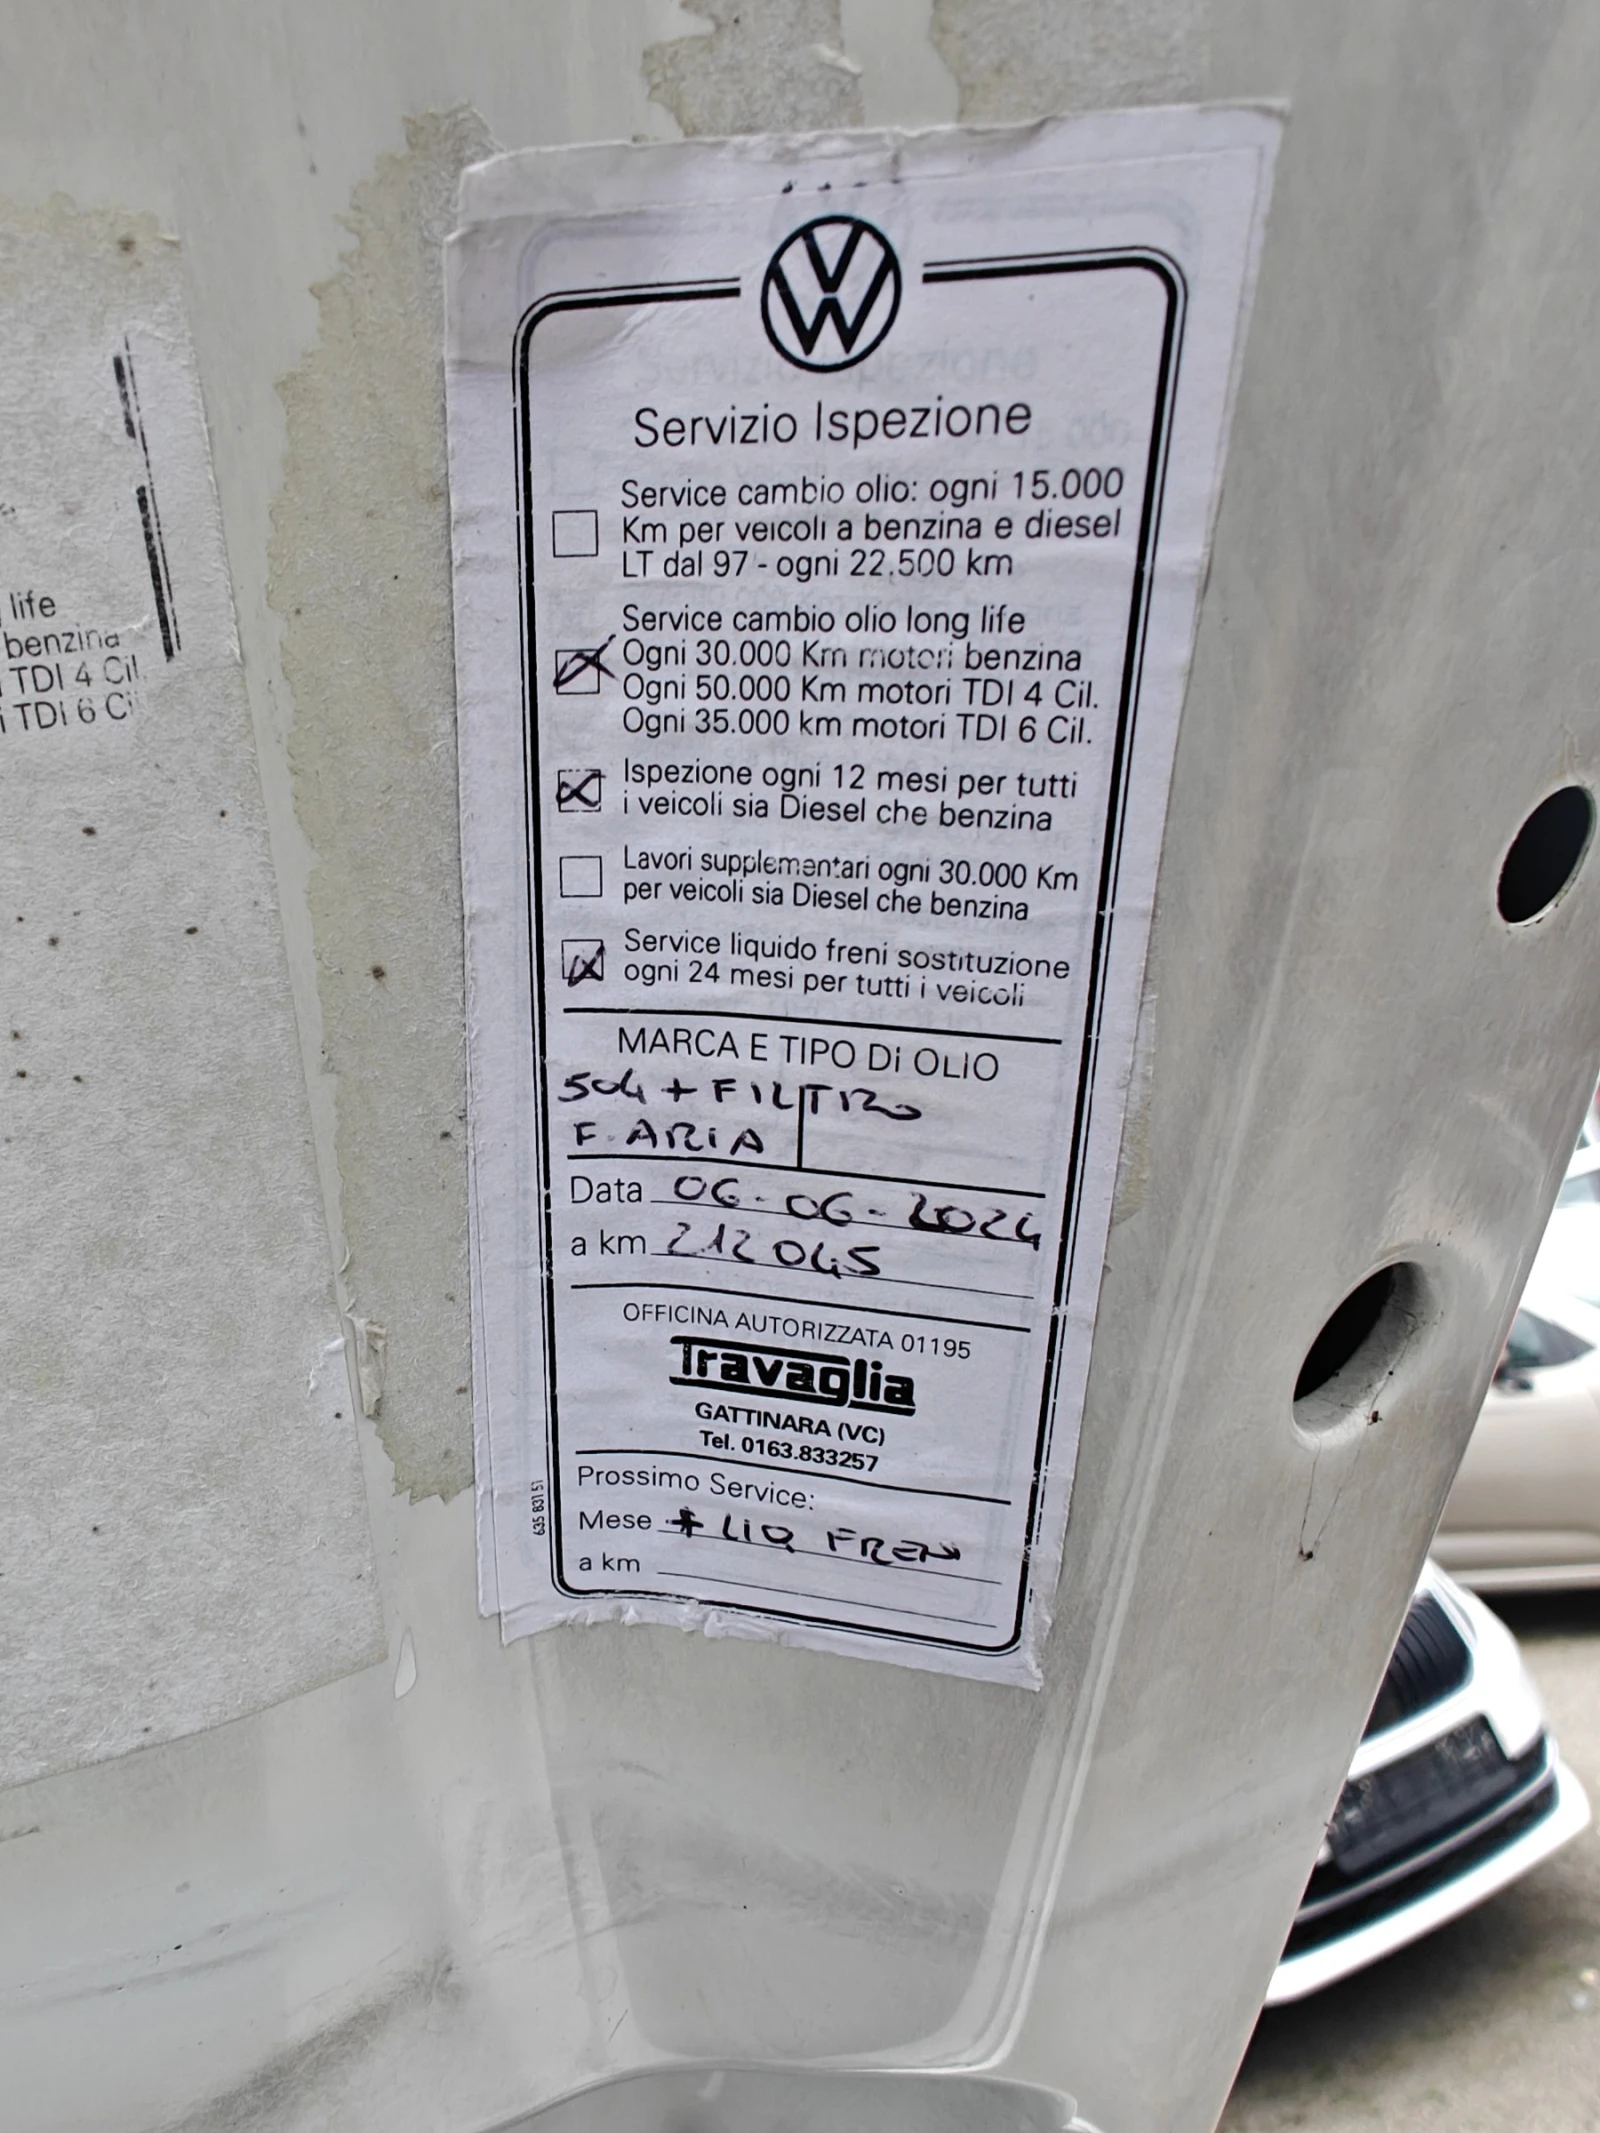 life
benzina
TDI 4 Cil.
i TDI 6 Cil
Servizio Ispezione
Service cambio olio: ogni 15.000
Km per veicoli a benzina e diesel
LT dal 97 - ogni 22.500 km
Service cambio olio long life
Ogni 30.000 Km motori benzina
Ogni 50.000 Km motori TDI 4 Cil.
Ogni 35.000 km motori TDI 6 Cil.
Ispezione ogni 12 mesi per tutti
i veicoli sia Diesel che benzina
Lavori supplementari ogni 30.000 Km
per veicoli sia Diesel che benzina
Service liquido freni sostituzione
ogni 24 mesi per tutti i veicoli
MARCA E TIPO Di OLIO
504 + FILTRO
F. ARIA
Data 06-06-2024
a km 212045
OFFICINA AUTORIZZATA 01195
Travaglia
GATTINARA (VC)
Tel. 0163.833257
Prossimo Service:
Mese + LIQ FRENI
a km
635 831 51